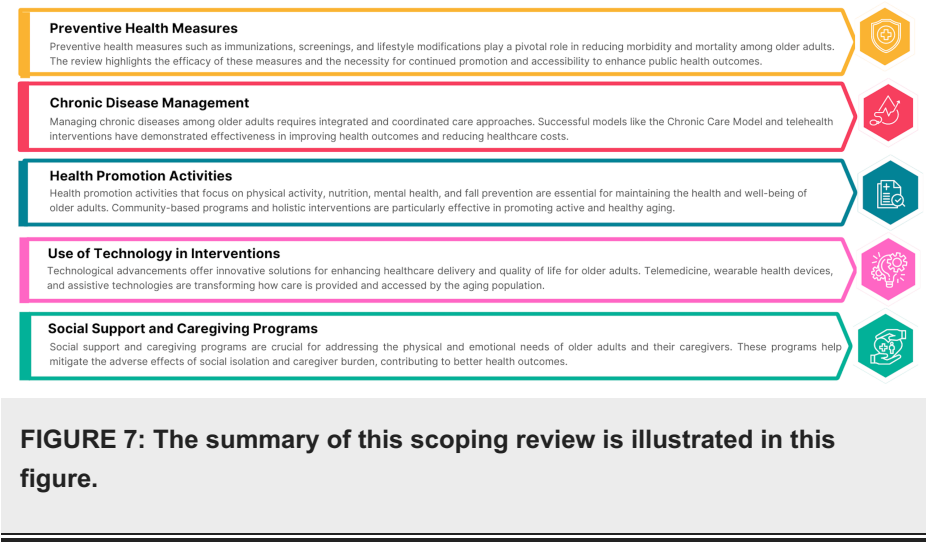 Preventive Health Measures
Preventive health measures such as immunizations, screenings, and lifestyle modifications play a pivotal role in reducing morbidity and mortality among older adults.
The review highlights the efficacy of these measures and the necessity for continued promotion and accessibility to enhance public health outcomes.
Chronic Disease Management
Managing chronic diseases among older adults requires integrated and coordinated care approaches. Successful models like the Chronic Care Model and telehealth
interventions have demonstrated effectiveness in improving health outcomes and reducing healthcare costs.
Health Promotion Activities
Health promotion activities that focus on physical activity, nutrition, mental health, and fall prevention are essential for maintaining the health and well-being of
older adults. Community-based programs and holistic interventions are particularly effective in promoting active and healthy aging.
Use of Technology in Interventions
Technological advancements offer innovative solutions for enhancing healthcare delivery and quality of life for older adults. Telemedicine, wearable health devices,
and assistive technologies are transforming how care is provided and accessed by the aging population.
Social Support and Caregiving Programs
Social support and caregiving programs are crucial for addressing the physical and emotional needs of older adults and their caregivers. These programs help
mitigate the adverse effects of social isolation and caregiver burden, contributing to better health outcomes.
FIGURE 7: The summary of this scoping review is illustrated in this
figure.